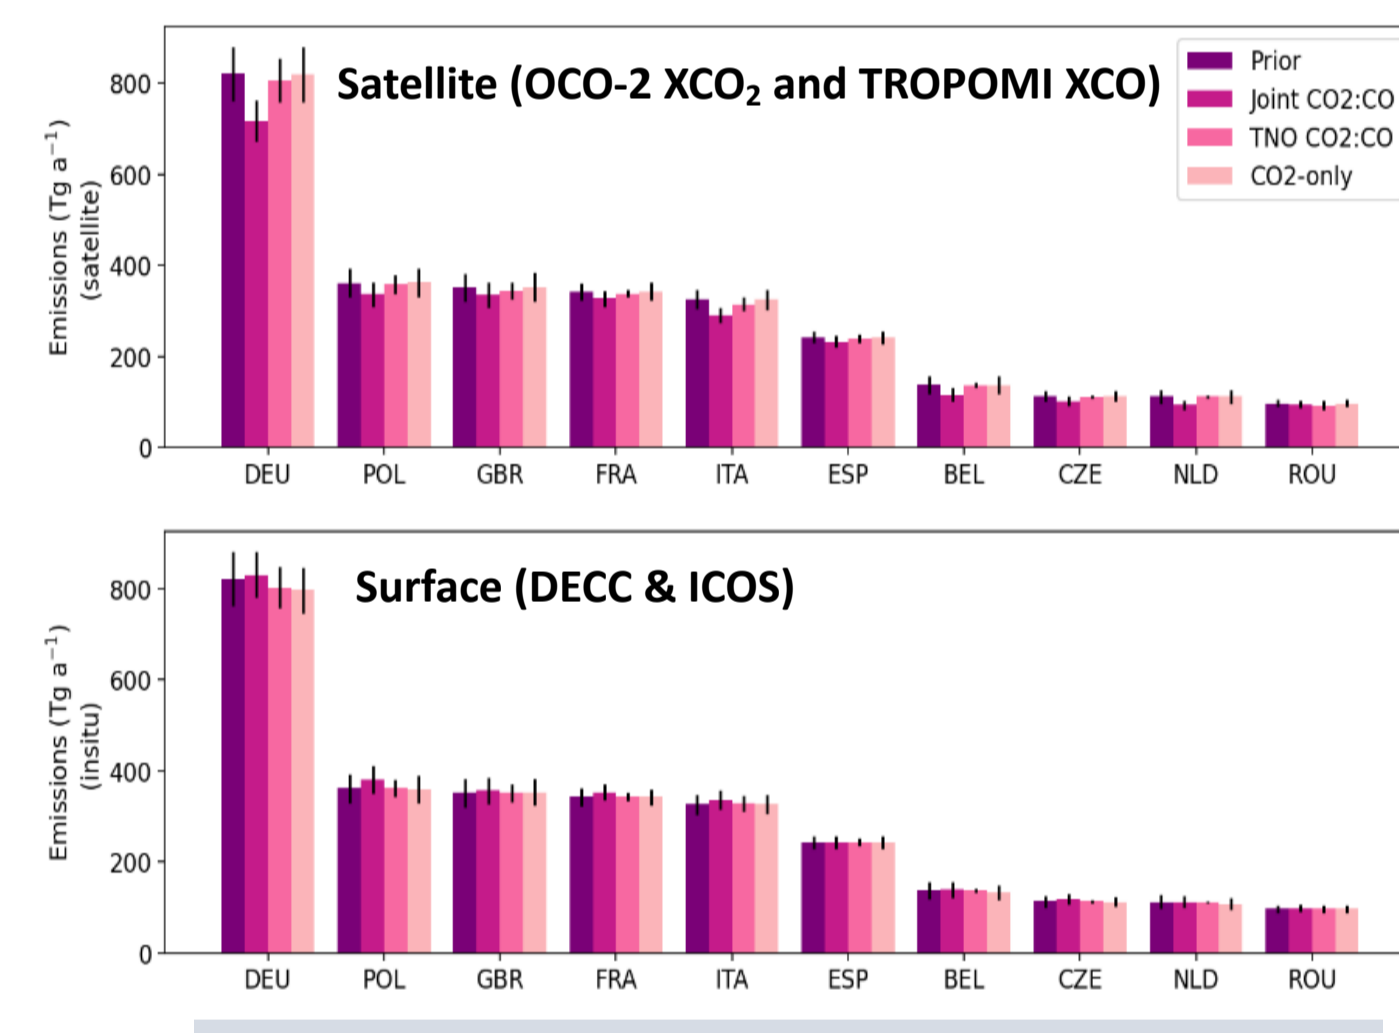 Satellite (OCO-2 XCO₂ and TROPOMI XCO)
Prior
Joint CO2:CO
TNO CO2:CO
CO2-only
Emissions (Tg a⁻¹)
(satellite)
800
600
400
200
0
DEU POL GBR FRA ITA ESP BEL CZE NLD ROU
Surface (DECC & ICOS)
Emissions (Tg a⁻¹)
(insitu)
800
600
400
200
0
DEU POL GBR FRA ITA ESP BEL CZE NLD ROU